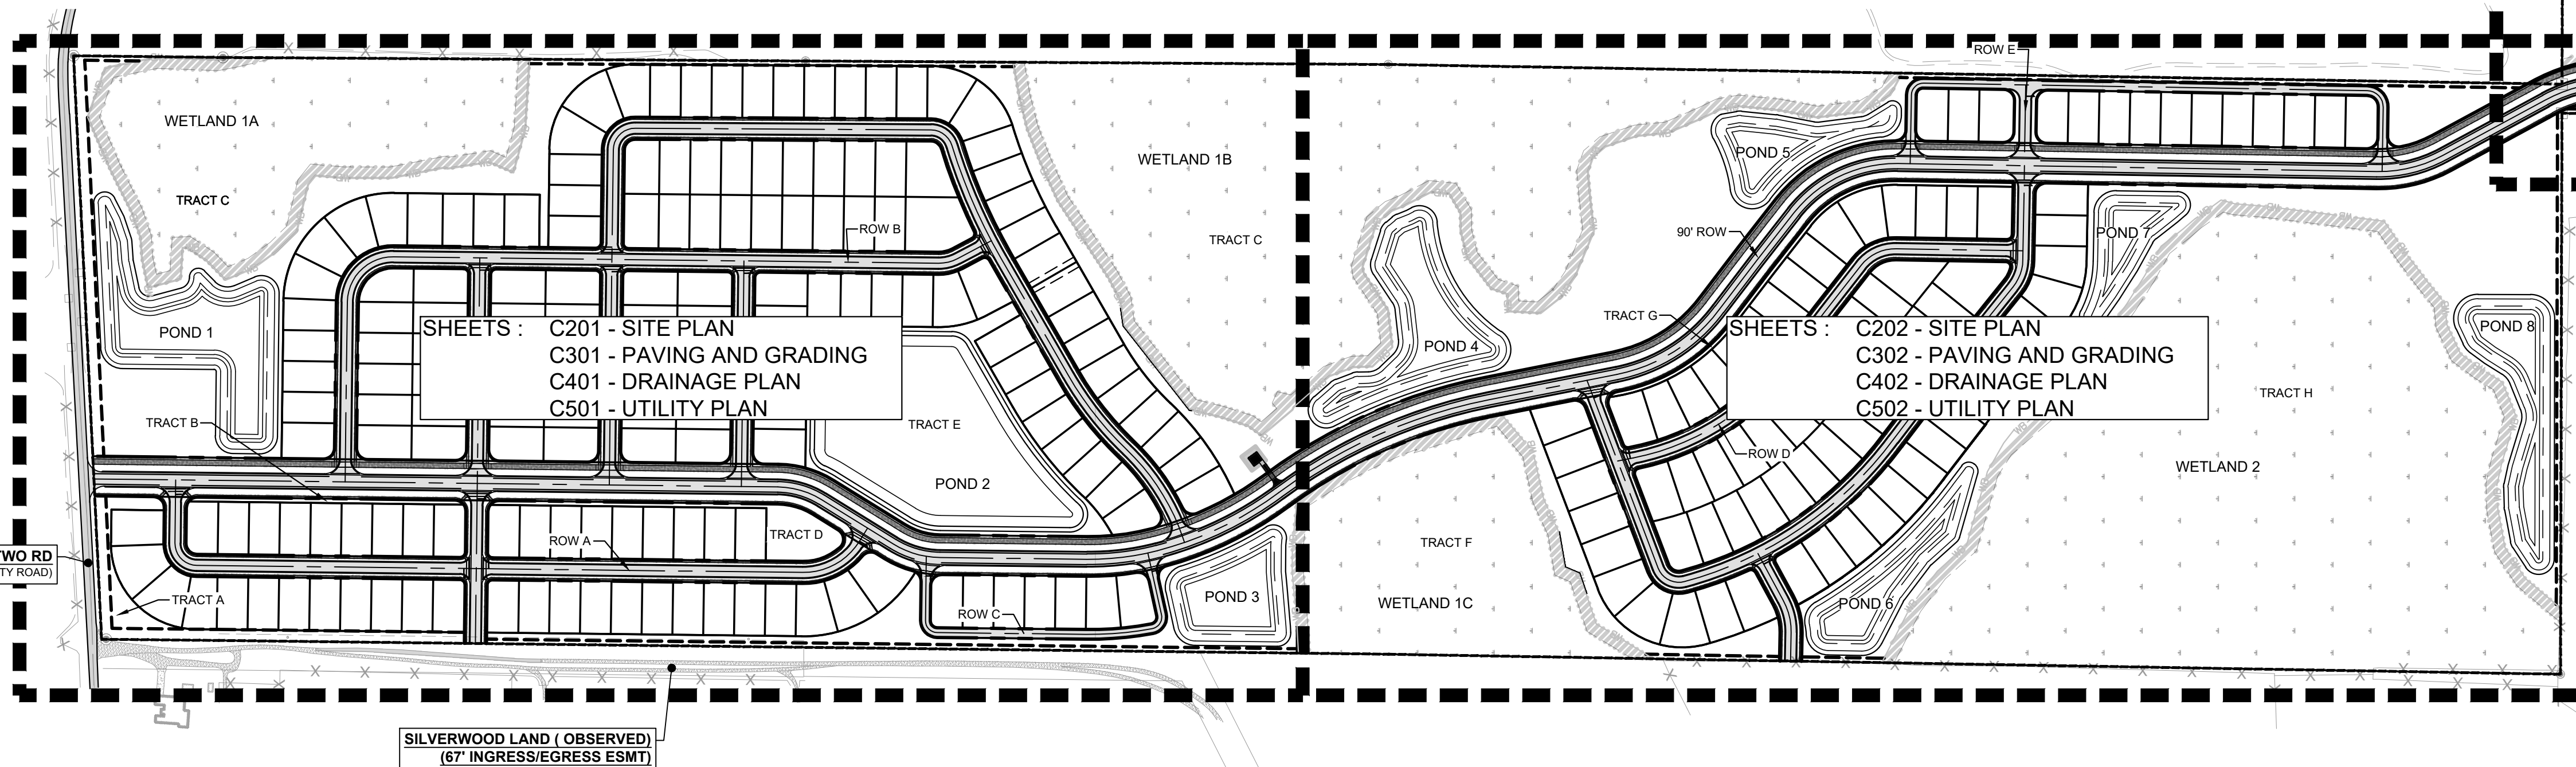 ROW E
WETLAND 1A
TRACT C
WETLAND 1B
TRACT C
POND 5
ROW B
90' ROW
POND 7
POND 1
SHEETS : C201 - SITE PLAN
C301 - PAVING AND GRADING
C401 - DRAINAGE PLAN
C501 - UTILITY PLAN
TRACT G
POND 4
SHEETS : C202 - SITE PLAN
C302 - PAVING AND GRADING
C402 - DRAINAGE PLAN
C502 - UTILITY PLAN
POND 8
TRACT H
TRACT B
TRACT E
ROW D
WETLAND 2
POND 2
TRACT D
ROW A
TRACT F
TWO RD
TY ROAD)
TRACT A
ROW C
POND 3
WETLAND 1C
POND 6
SILVERWOOD LAND ( OBSERVED)
(67' INGRESS/EGRESS ESMT)